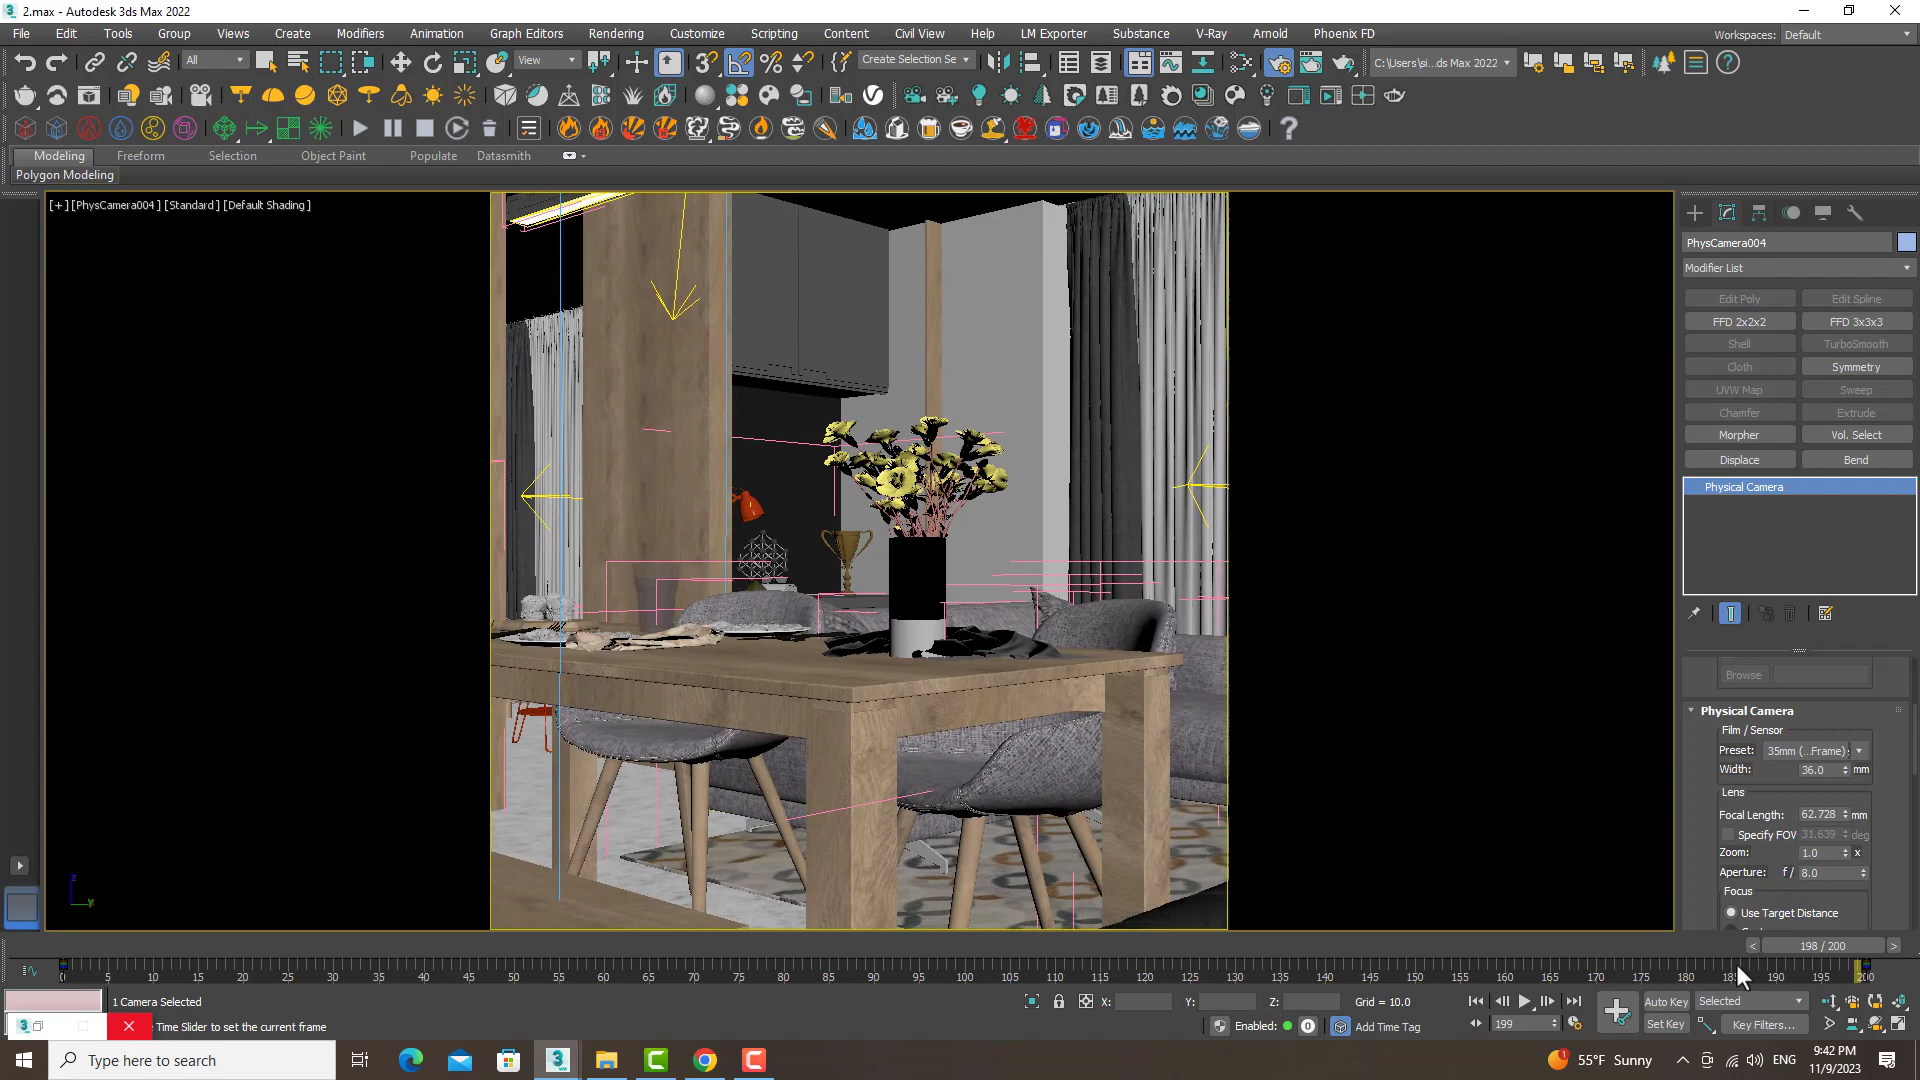 2.max - Autodesk 3ds Max 2022
File Edit Tools Group Views Create Modifiers Animation Graph Editors Rendering Customize Scripting Content Civil View Help LM Exporter Substance V-Ray Arnold Phoenix FD
Workspaces: Default
All View Create Selection Se C:\Users\si...ds Max 2022
Modeling Freeform Selection Object Paint Populate Datasmith
Polygon Modeling
[+] [PhysCamera004] [Standard] [Default Shading]
PhysCamera004
Modifier List
Edit Poly Edit Spline
FFD 2x2x2 FFD 3x3x3
Shell TurboSmooth
Cloth Symmetry
UVW Map Sweep
Chamfer Extrude
Morpher Vol. Select
Displace Bend
Physical Camera
Browse
Physical Camera
Film / Sensor
Preset: 35mm (...Frame)
Width: 36.0 mm
Lens
Focal Length: 62.728 mm
Specify FOV 31.639 deg
Zoom: 1.0 x
Aperture: f / 8.0
Focus
Use Target Distance
z
y
< 198 / 200 >
0 5 10 15 20 25 30 35 40 45 50 55 60 65 70 75 80 85 90 95 100 105 110 115 120 125 130 135 140 145 150 155 160 165 170 175 180 185 190 195 200
1 Camera Selected X: Y: Z: Grid = 10.0 Auto Key Selected
Time Slider to set the current frame Enabled: 0 Add Time Tag 199 Set Key Key Filters...
Type here to search
55°F Sunny ENG
9:42 PM
11/9/2023